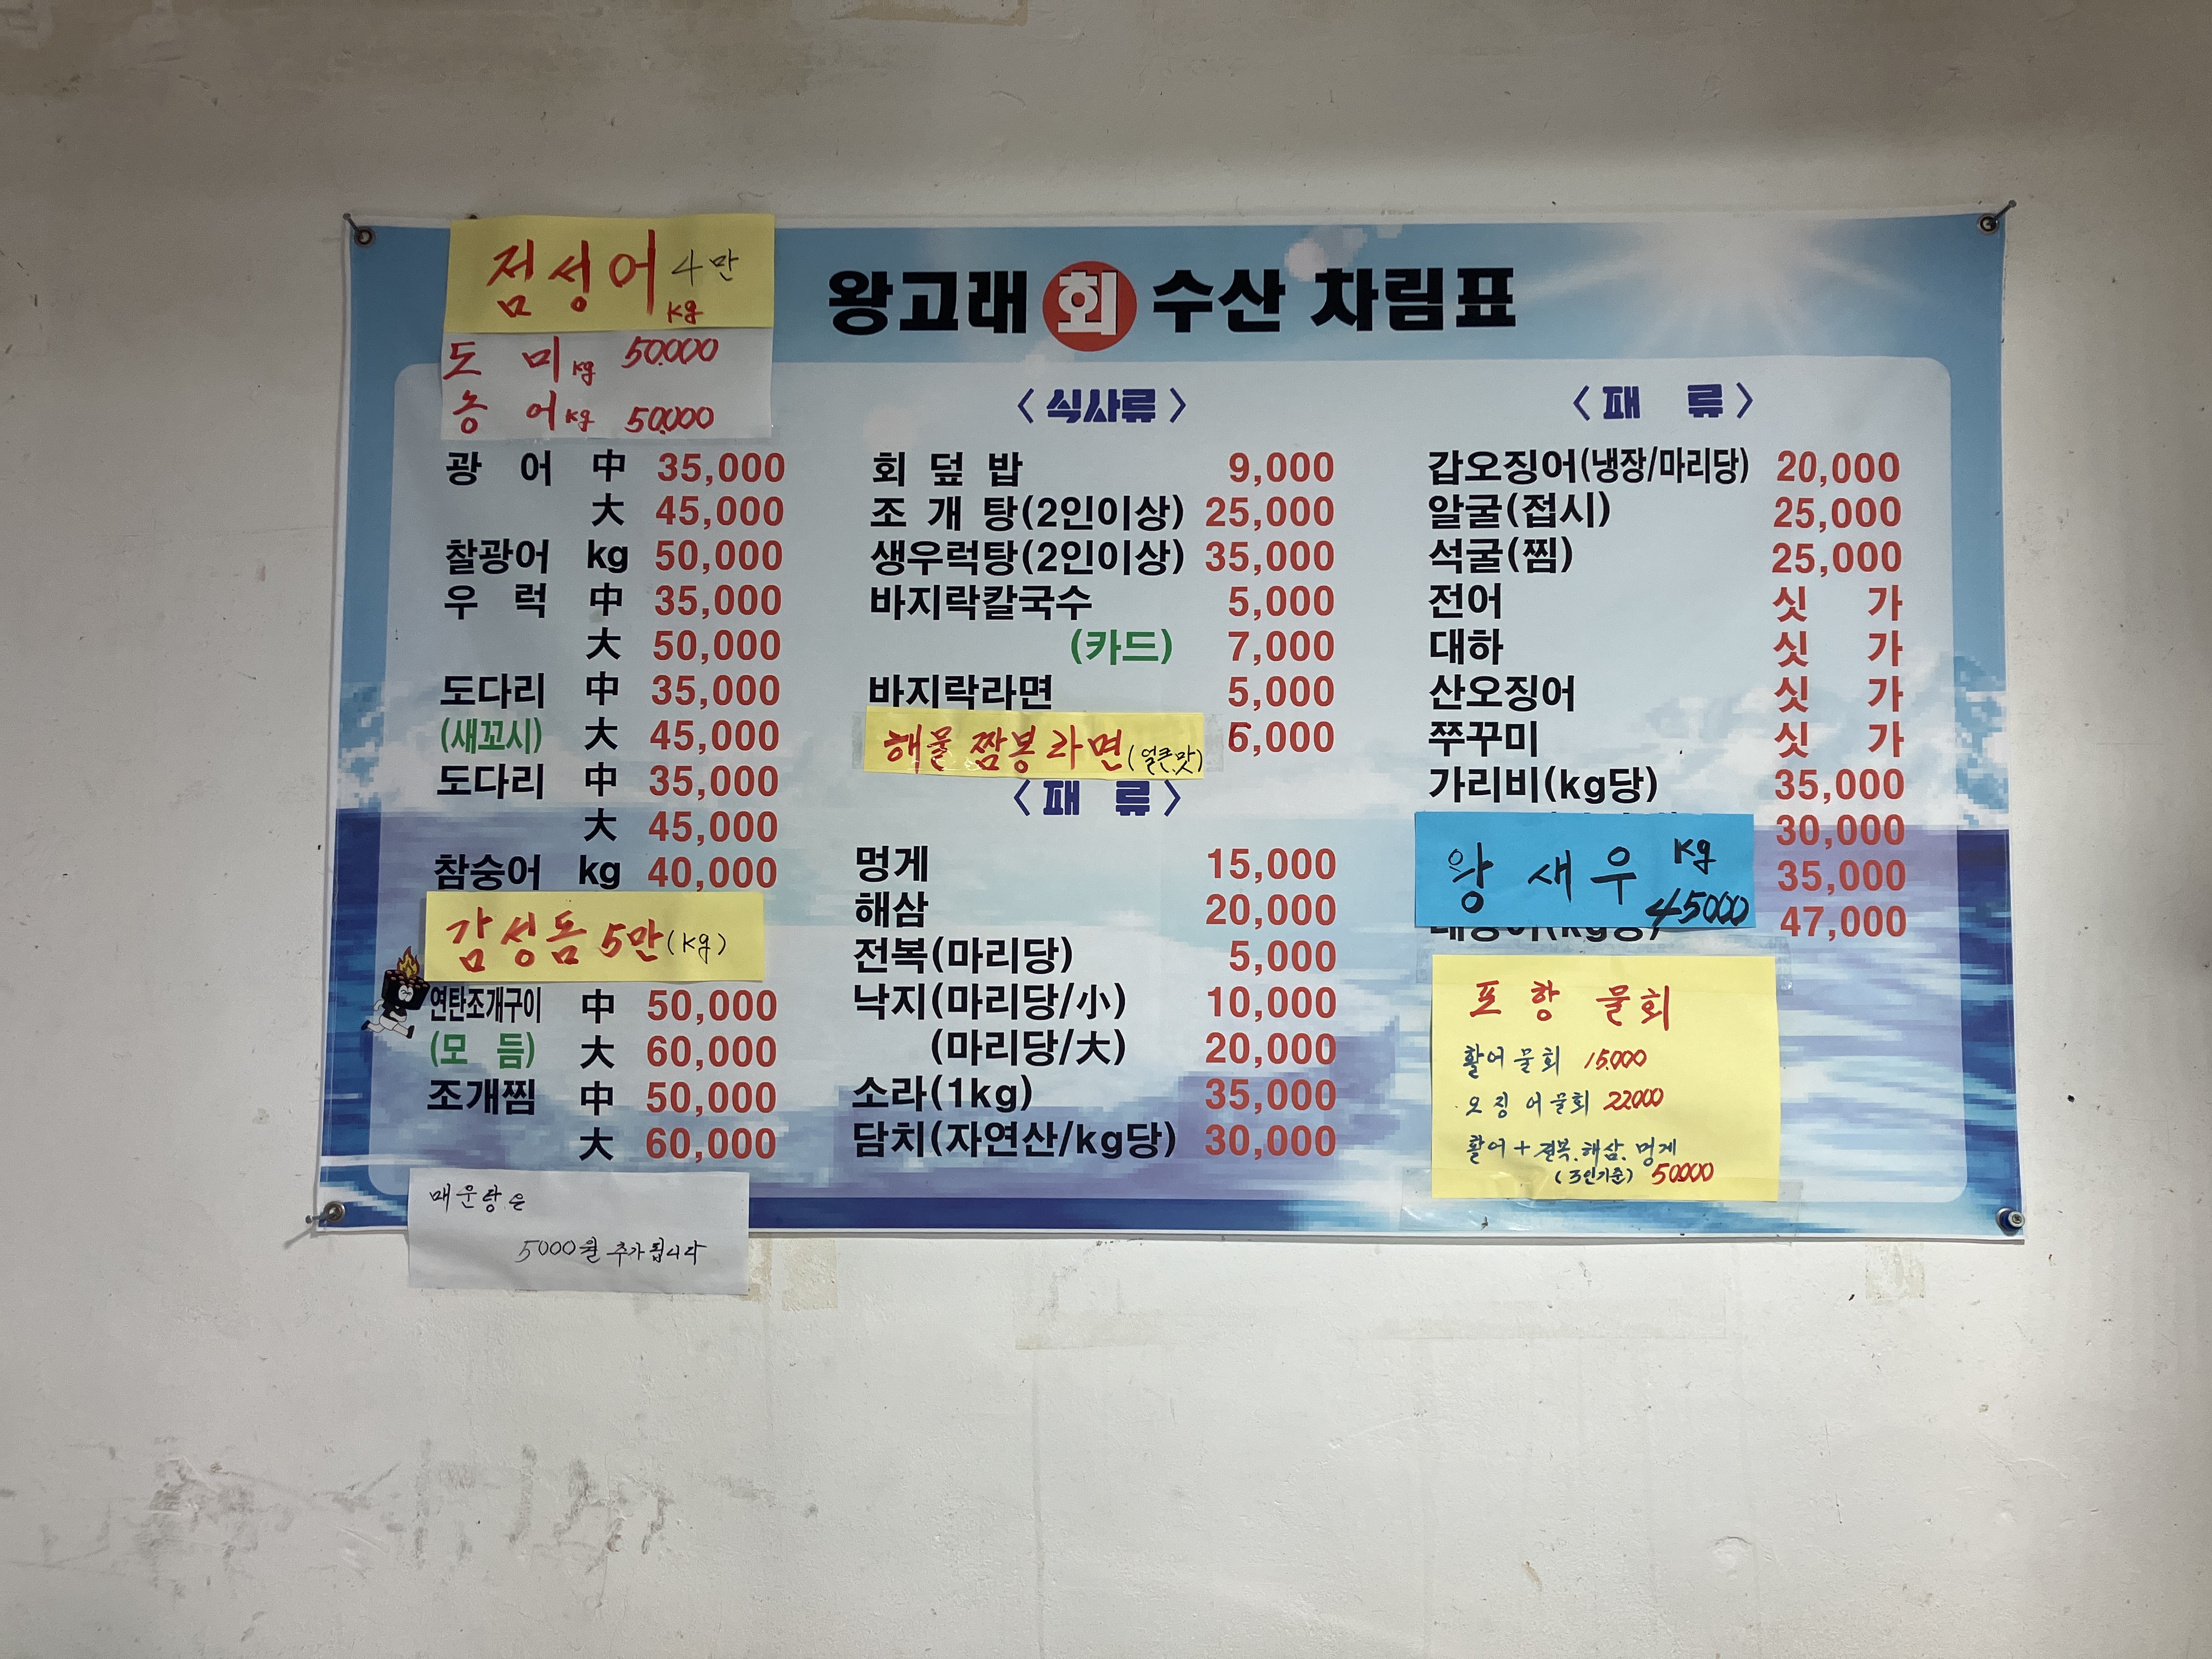 점성어 4만
kg
도 미 kg 50.000
농 어 kg 50.000
왕고래 회 수산 차림표
광 어 中 35,000
大 45,000
찰광어 kg 50,000
우 럭 中 35,000
大 50,000
도다리 中 35,000
(새꼬시) 大 45,000
도다리 中 35,000
大 45,000
참숭어 kg 40,000
감성돔 5만(kg)
연탄조개구이 中 50,000
(모 듬) 大 60,000
조개찜 中 50,000
大 60,000
매운탕은
5000원 추가됩니다
〈식사류〉
회 덮 밥 9,000
조 개 탕(2인이상) 25,000
생우럭탕(2인이상) 35,000
바지락칼국수 5,000
(카드) 7,000
바지락라면 5,000
해물 짬봉 라면(얼큰맛) 6,000
〈패 류〉
멍게 15,000
해삼 20,000
전복(마리당) 5,000
낙지(마리당/小) 10,000
(마리당/大) 20,000
소라(1kg) 35,000
담치(자연산/kg당) 30,000
〈패 류〉
갑오징어(냉장/마리당) 20,000
알굴(접시) 25,000
석굴(찜) 25,000
전어 싯 가
대하 싯 가
산오징어 싯 가
쭈꾸미 싯 가
가리비(kg당) 35,000
30,000
35,000
47,000
왕 새우 kg
45000
포항 물회
활어물회 15.000
오징어물회 22000
활어+전복.해삼.멍게
(3인기준) 50000